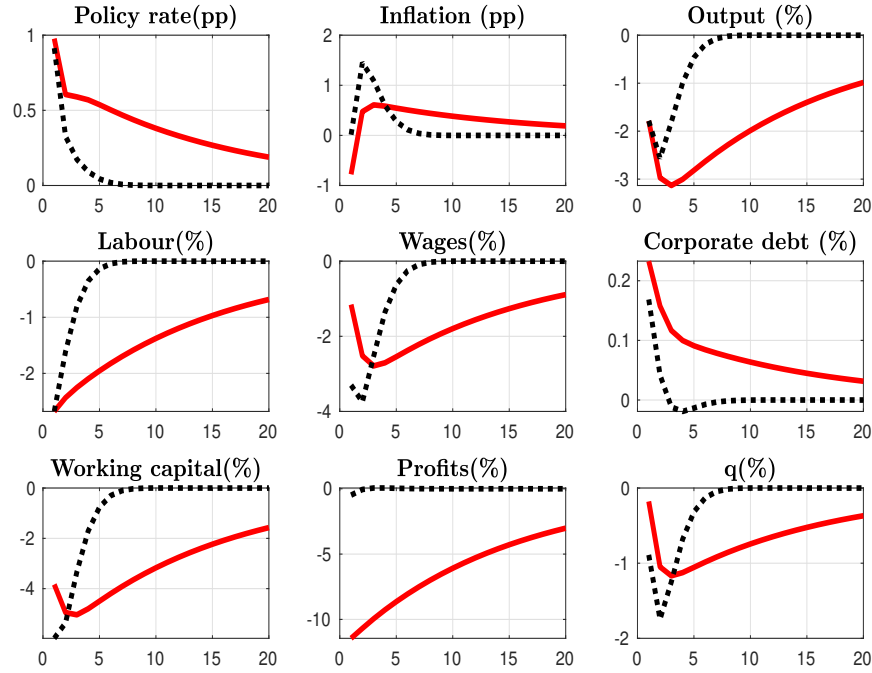 Policy rate(pp) Inflation (pp) Output (%)
1 2 0
0.5 1 -1
0 -2
0 -1 -3
0 5 10 15 20 0 5 10 15 20 0 5 10 15 20
Labour(%) Wages(%) Corporate debt (%)
0 0 0.2
-1 -2 0.1
-2 -4 0
0 5 10 15 20 0 5 10 15 20 0 5 10 15 20
Working capital(%) Profits(%) q(%)
0 0 0
-2 -5 -1
-4 -10 -2
0 5 10 15 20 0 5 10 15 20 0 5 10 15 20